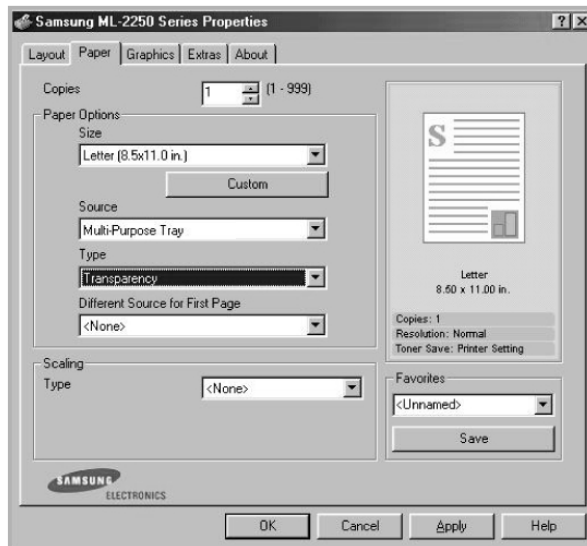 Samsung ML-2250 Series Properties
Layout Paper Graphics Extras About
Copies 1 (1 - 999)
Paper Options
Size
Letter (8.5x11.0 in.)
Custom
Source
Multi-Purpose Tray
Type
Transparency
Different Source for First Page
<None>
Scaling
Type <None>
S
Letter
8.50 x 11.00 in.
Copies: 1
Resolution: Normal
Toner Save: Printer Setting
Favorites
<Unnamed>
Save
SAMSUNG
ELECTRONICS
OK Cancel Apply Help